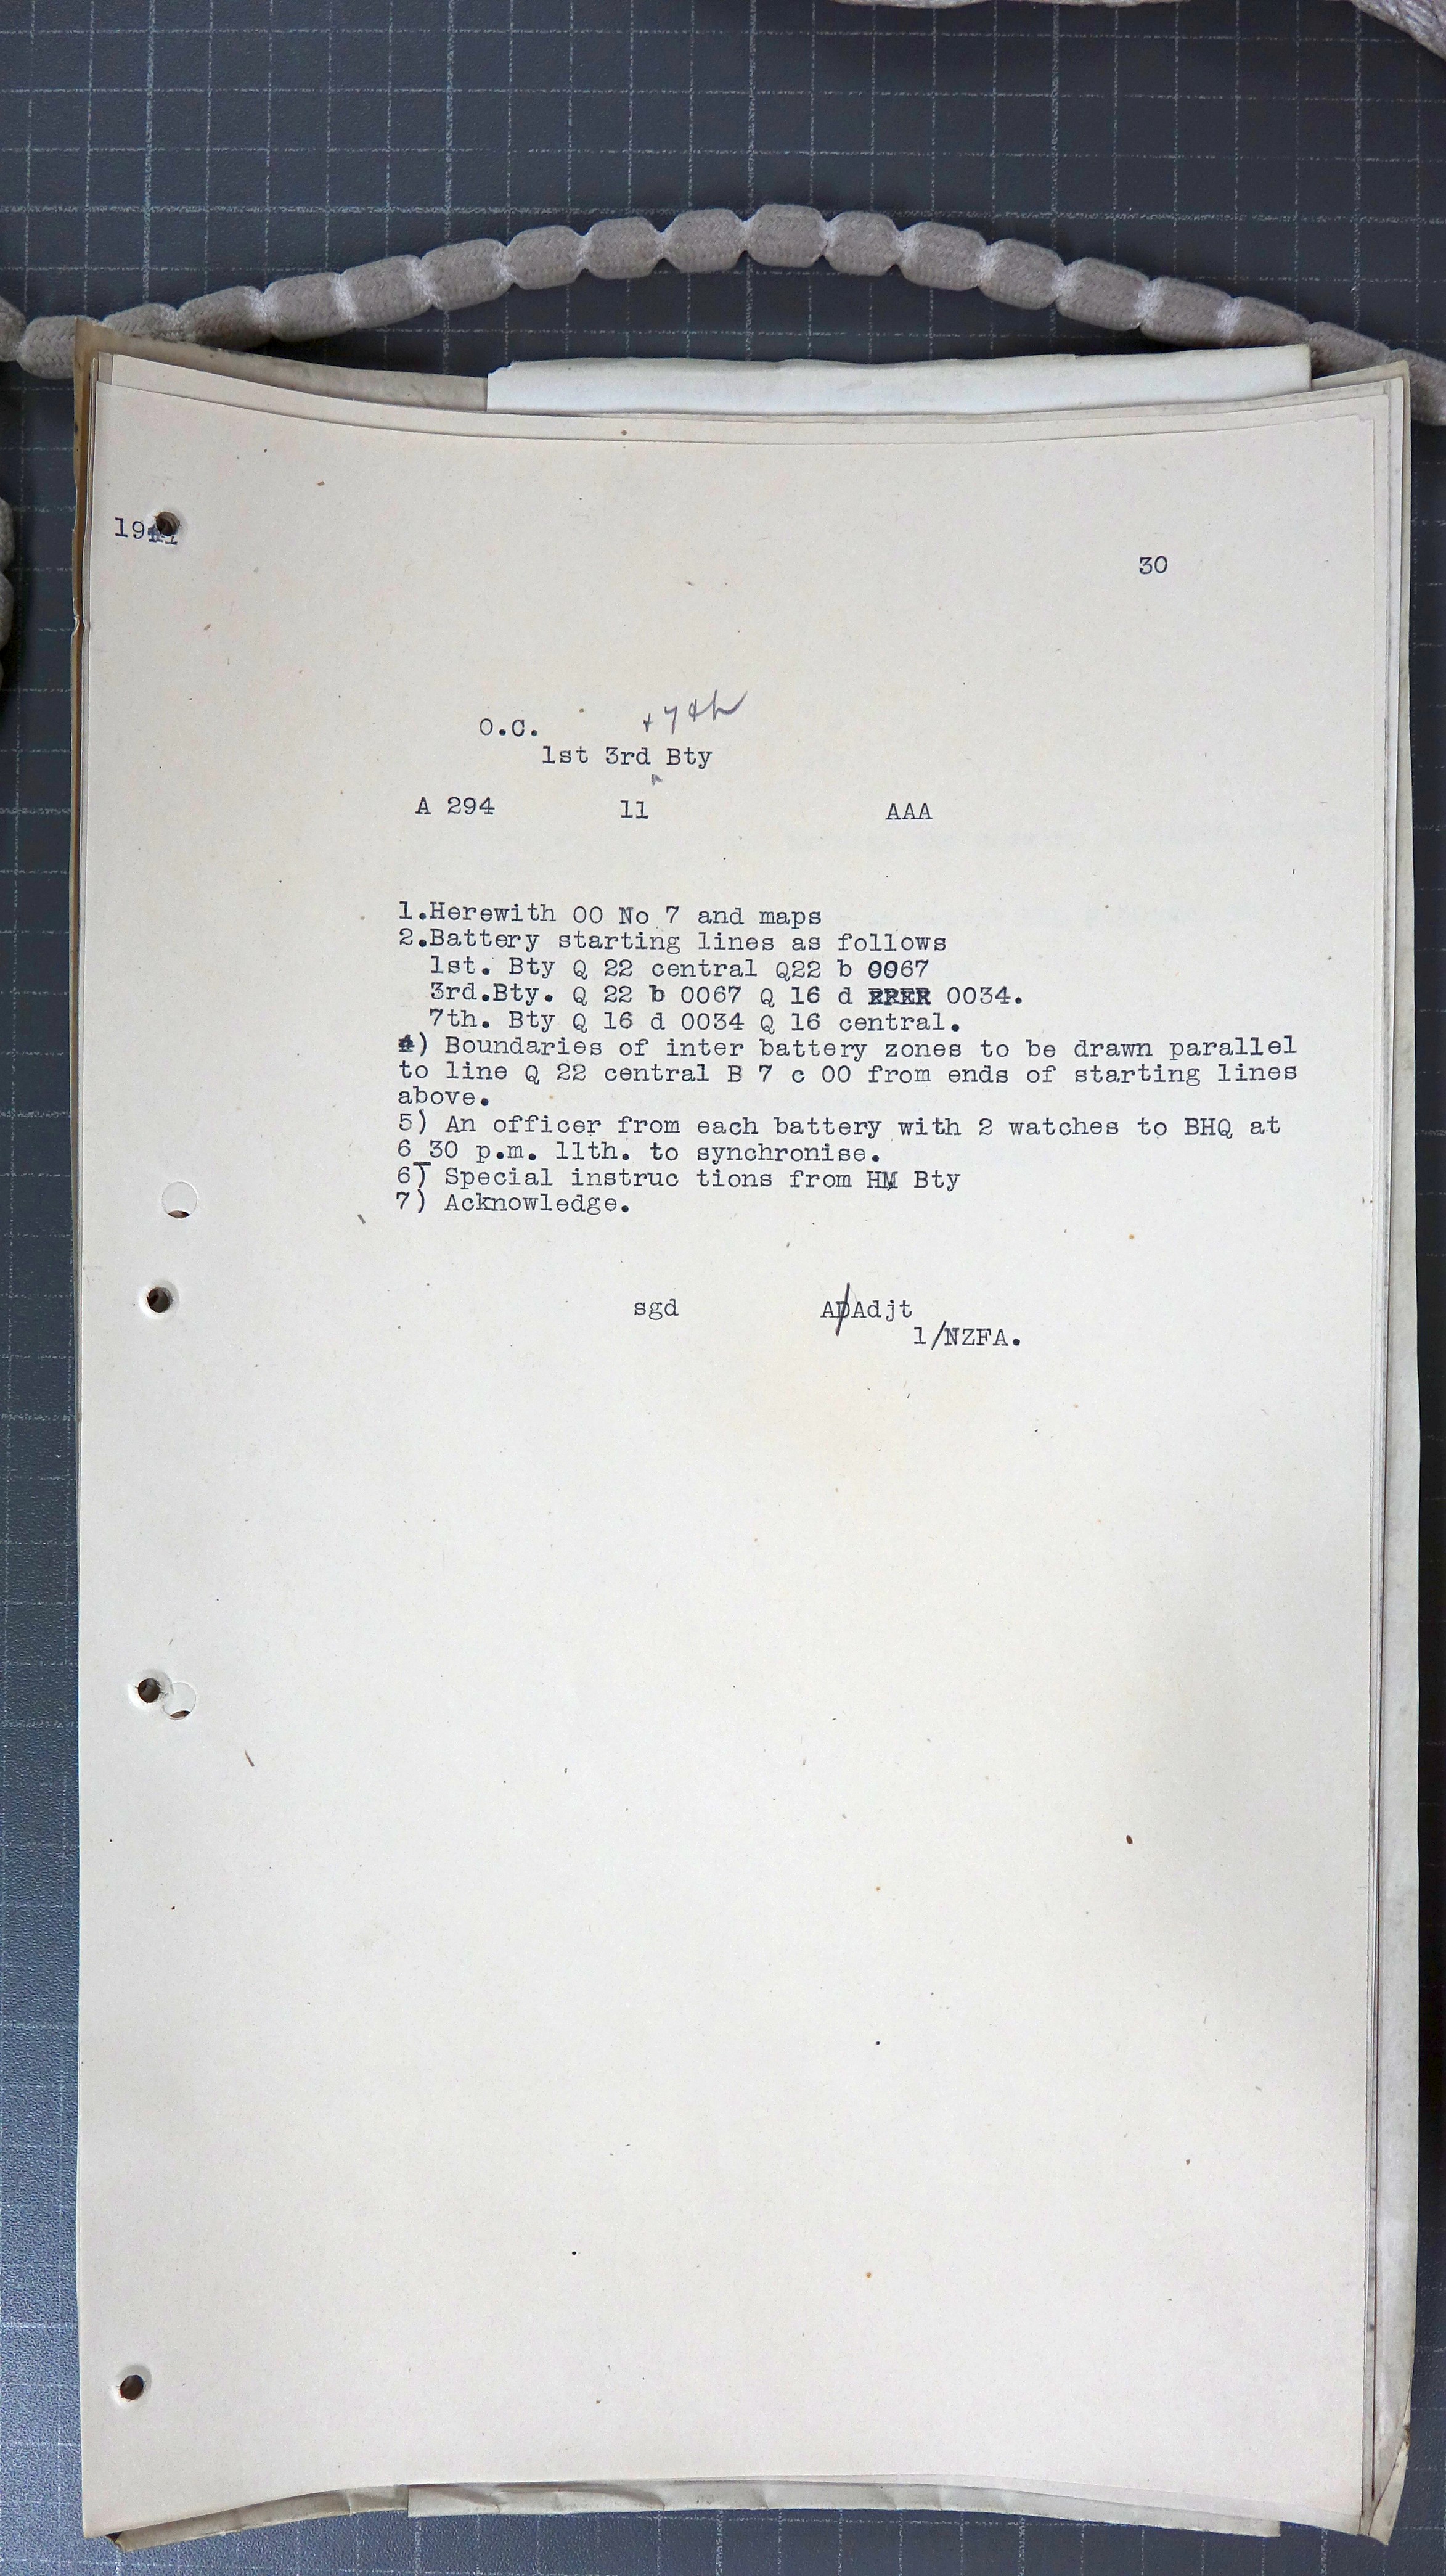 19
30
O.C. + 7th
1st 3rd Bty
A 294 11 AAA
1.Herewith OO No 7 and maps
2.Battery starting lines as follows
1st. Bty Q 22 central Q22 b 0067
3rd.Bty. Q 22 b 0067 Q 16 d 0034.
7th. Bty Q 16 d 0034 Q 16 central.
4) Boundaries of inter battery zones to be drawn parallel
to line Q 22 central B 7 c 00 from ends of starting lines
above.
5) An officer from each battery with 2 watches to BHQ at
6_30 p.m. 11th. to synchronise.
6) Special instruc tions from HM Bty
7) Acknowledge.
sgd A/Adjt
1/NZFA.